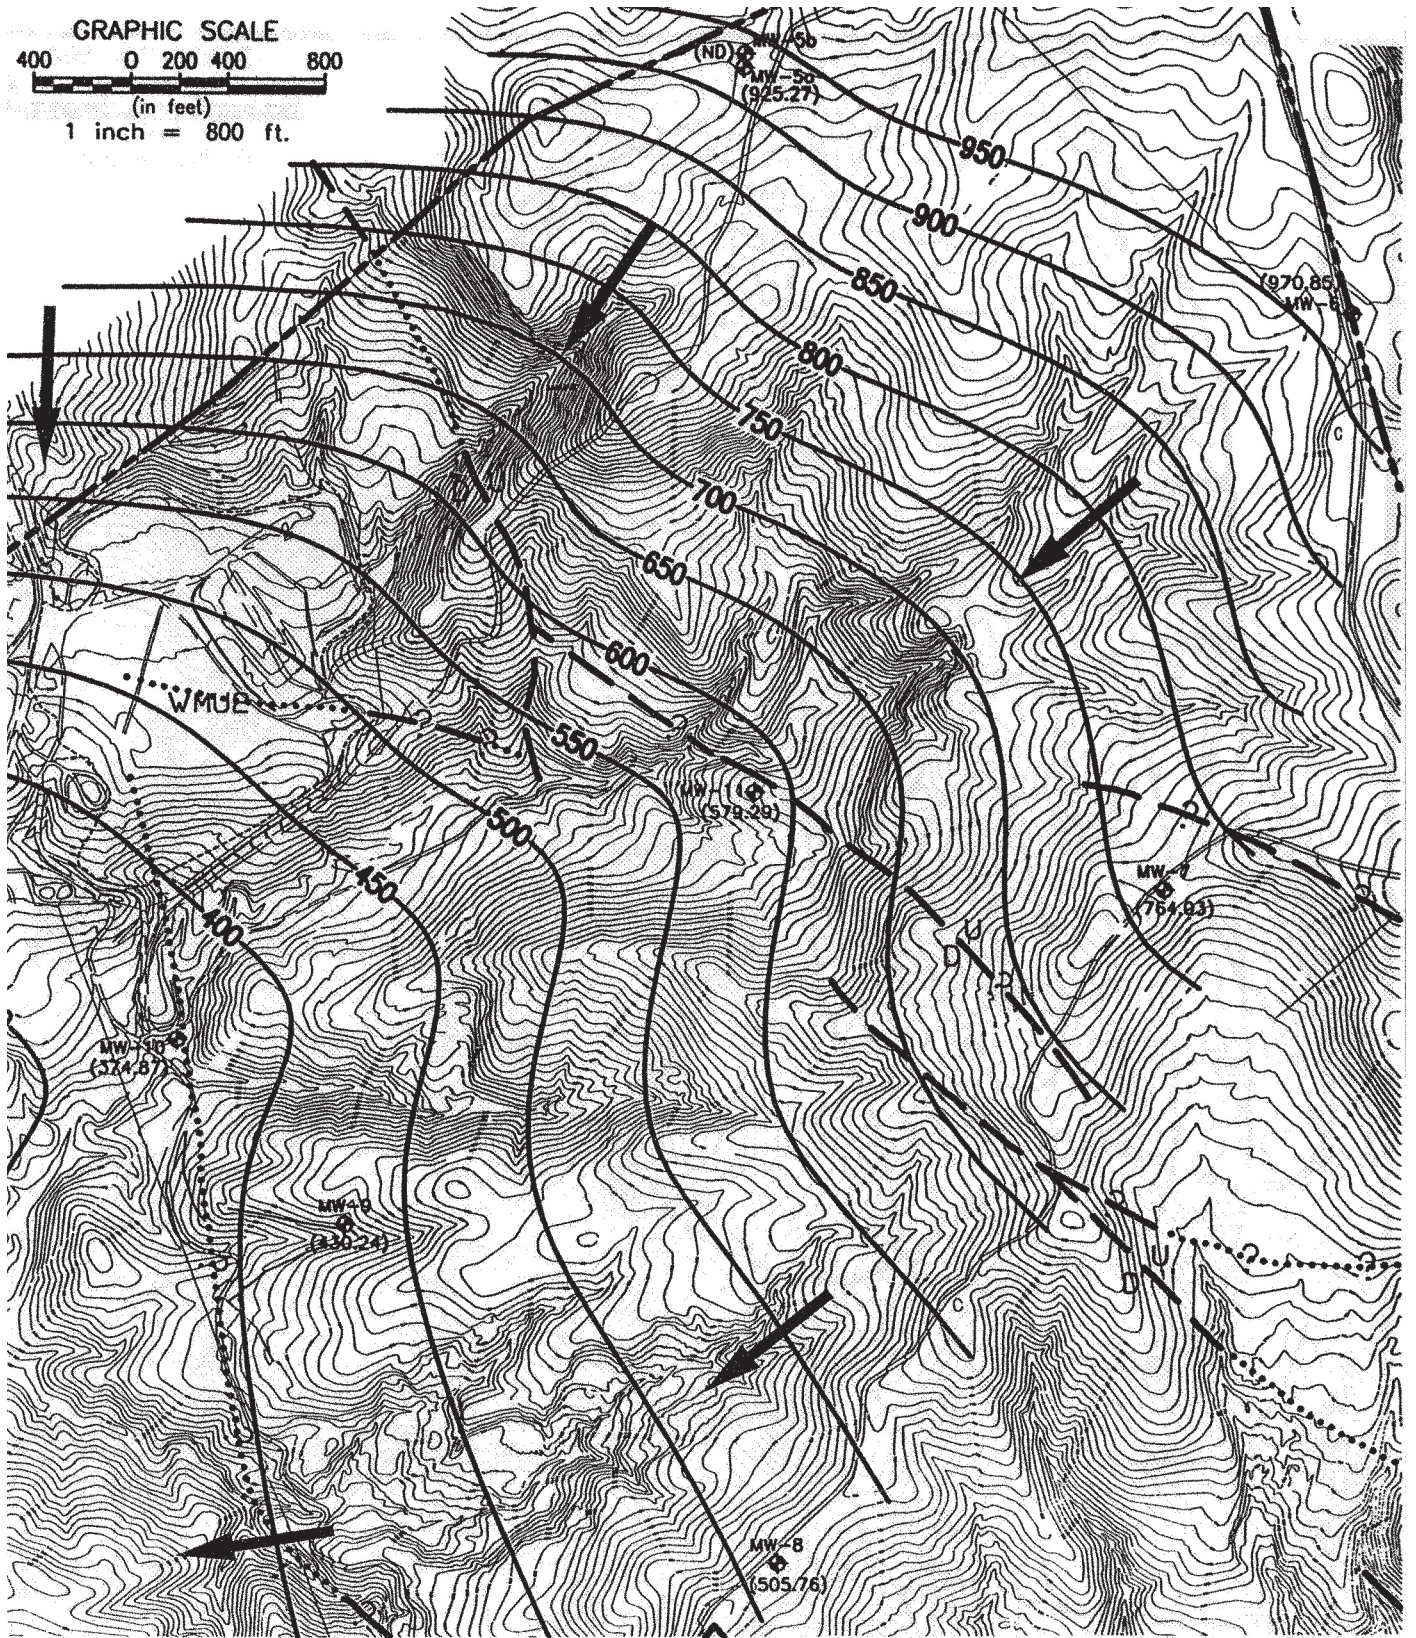 GRAPHIC SCALE
400 0 200 400 800
(in feet)
1 inch = 800 ft.
MW-5b
(ND)
MW-5a
(925.27)
950
900
(970.85)
850
800
C
750
700
650
600
WMUE
550
MW-11
(579.29)
500
MW-7
(764.93)
450
400
U
D
MW-10
(374.87)
MW-9
(430.24)
U
D
C
MW-8
(505.76)